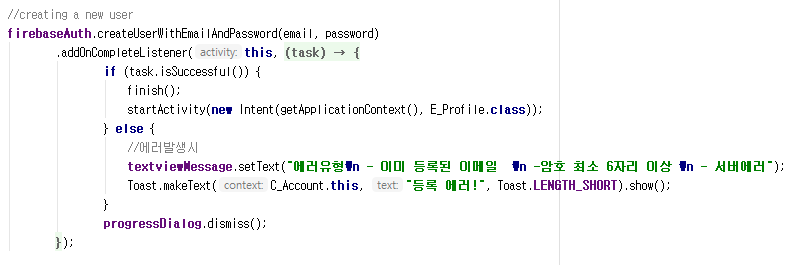 //creating a new user
firebaseAuth.createUserWithEmailAndPassword(email, password)
.addOnCompleteListener( activity: this, (task) → {
if (task.isSuccessful()) {
finish();
startActivity(new Intent(getApplicationContext(), E_Profile.class));
} else {
//에러발생시
textviewMessage.setText("에러유형₩n - 이미 등록된 이메일  ₩n -암호 최소 6자리 이상 ₩n - 서버에러");
Toast.makeText( context: C_Account.this, text: "등록 에러!", Toast.LENGTH_SHORT).show();
}
progressDialog.dismiss();
});